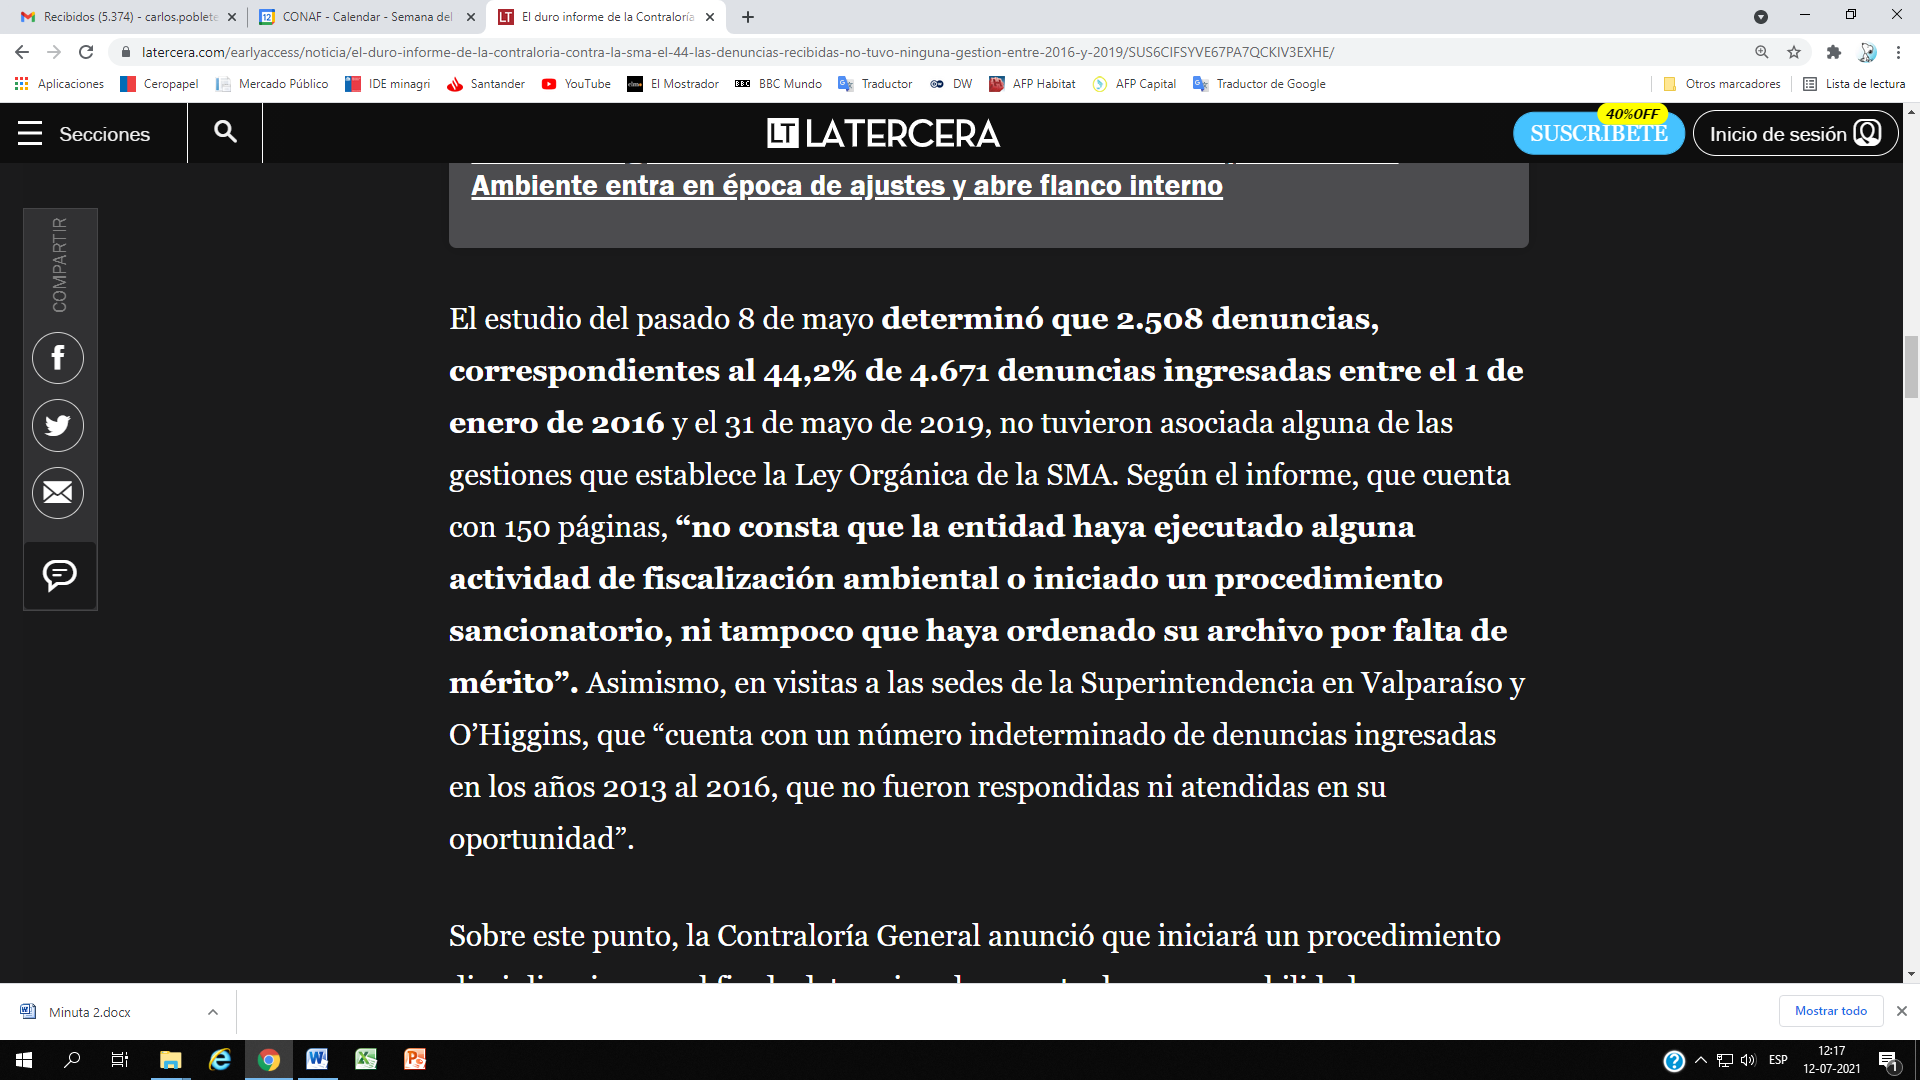 Recibidos (5.374) - carlos.poblete
CONAF - Calendar - Semana del
El duro informe de la Contraloría
latercera.com/earlyaccess/noticia/el-duro-informe-de-la-contraloria-contra-la-sma-el-44-las-denuncias-recibidas-no-tuvo-ninguna-gestion-entre-2016-y-2019/SUS6CIFSYVE67PA7QCKIV3EXHE/
Aplicaciones Ceropapel Mercado Público IDE minagri Santander YouTube El Mostrador BBC Mundo Traductor DW AFP Habitat AFP Capital Traductor de Google Otros marcadores Lista de lectura
Secciones
LT LATERCERA
40%OFF
SUSCRÍBETE
Inicio de sesión
Ambiente entra en época de ajustes y abre flanco interno
COMPARTIR
El estudio del pasado 8 de mayo determinó que 2.508 denuncias,
correspondientes al 44,2% de 4.671 denuncias ingresadas entre el 1 de
enero de 2016 y el 31 de mayo de 2019, no tuvieron asociada alguna de las
gestiones que establece la Ley Orgánica de la SMA. Según el informe, que cuenta
con 150 páginas, “no consta que la entidad haya ejecutado alguna
actividad de fiscalización ambiental o iniciado un procedimiento
sancionatorio, ni tampoco que haya ordenado su archivo por falta de
mérito”. Asimismo, en visitas a las sedes de la Superintendencia en Valparaíso y
O’Higgins, que “cuenta con un número indeterminado de denuncias ingresadas
en los años 2013 al 2016, que no fueron respondidas ni atendidas en su
oportunidad”.
Sobre este punto, la Contraloría General anunció que iniciará un procedimiento
Minuta 2.docx
Mostrar todo
ESP
12:17
12-07-2021
1